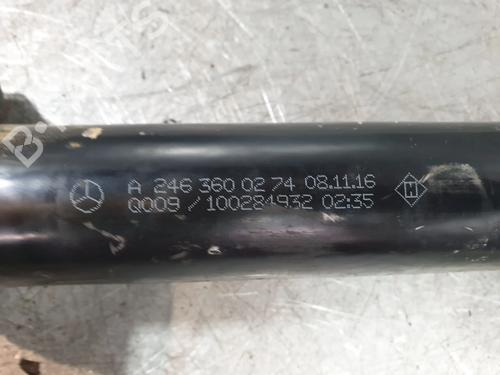 A 246 360 02 74 08.11.16
Q009 / 100284932 02:35
H